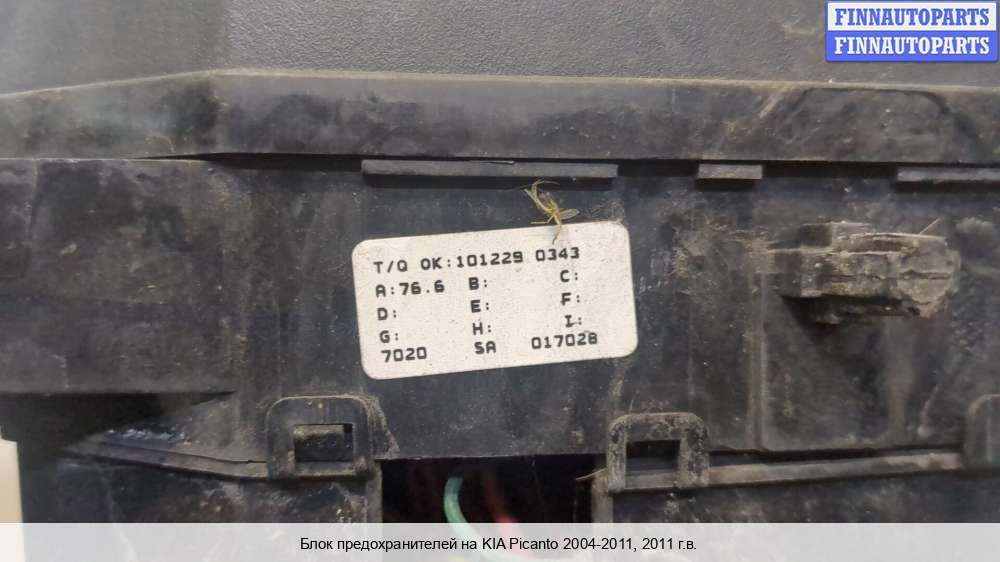 FINNAUTOPARTS
FINNAUTOPARTS
T/Q OK:101229 0343
A:76.6 B: C:
D: E: F:
G: H: I:
7020 SA 017028
Блок предохранителей на KIA Picanto 2004-2011, 2011 г.в.